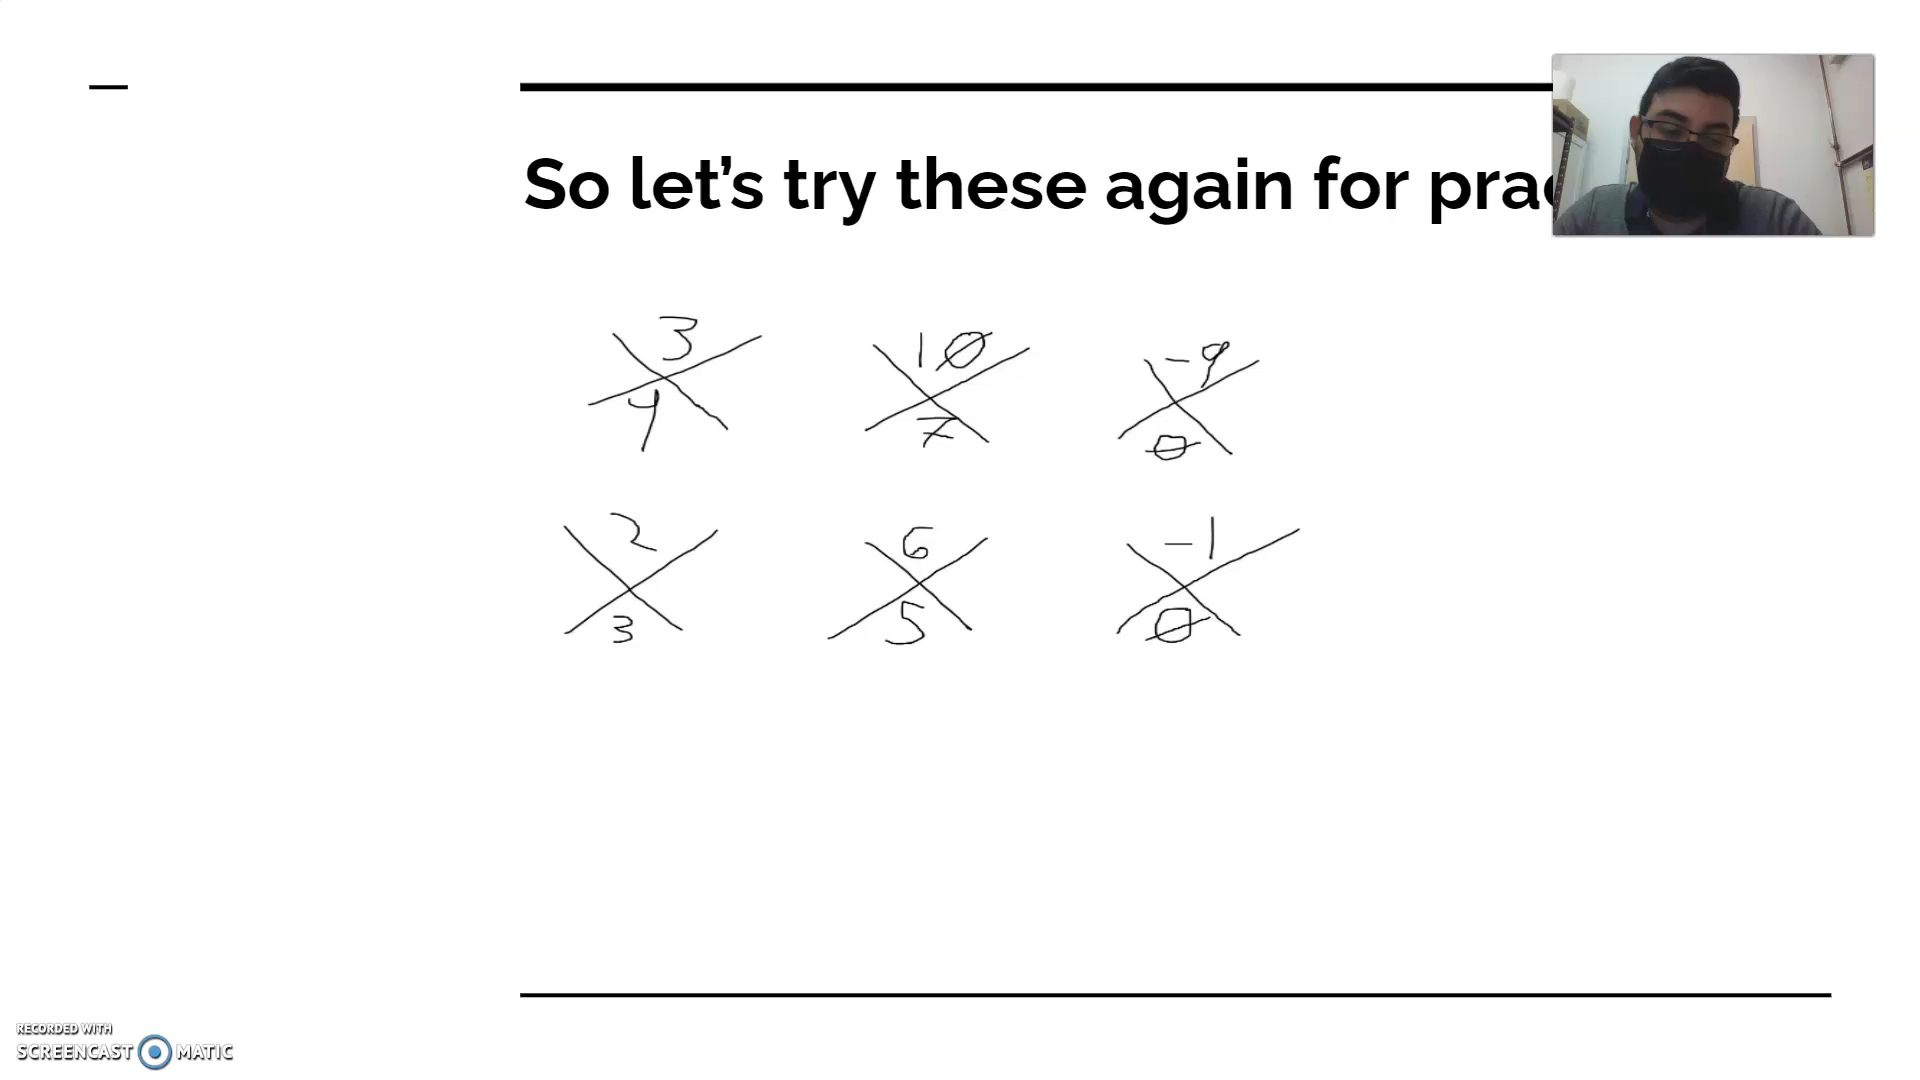 So let's try these again for prac
3 10 -9
4 7 0
2 6 -1
3 5 0
RECORDED WITH
SCREENCAST MATIC